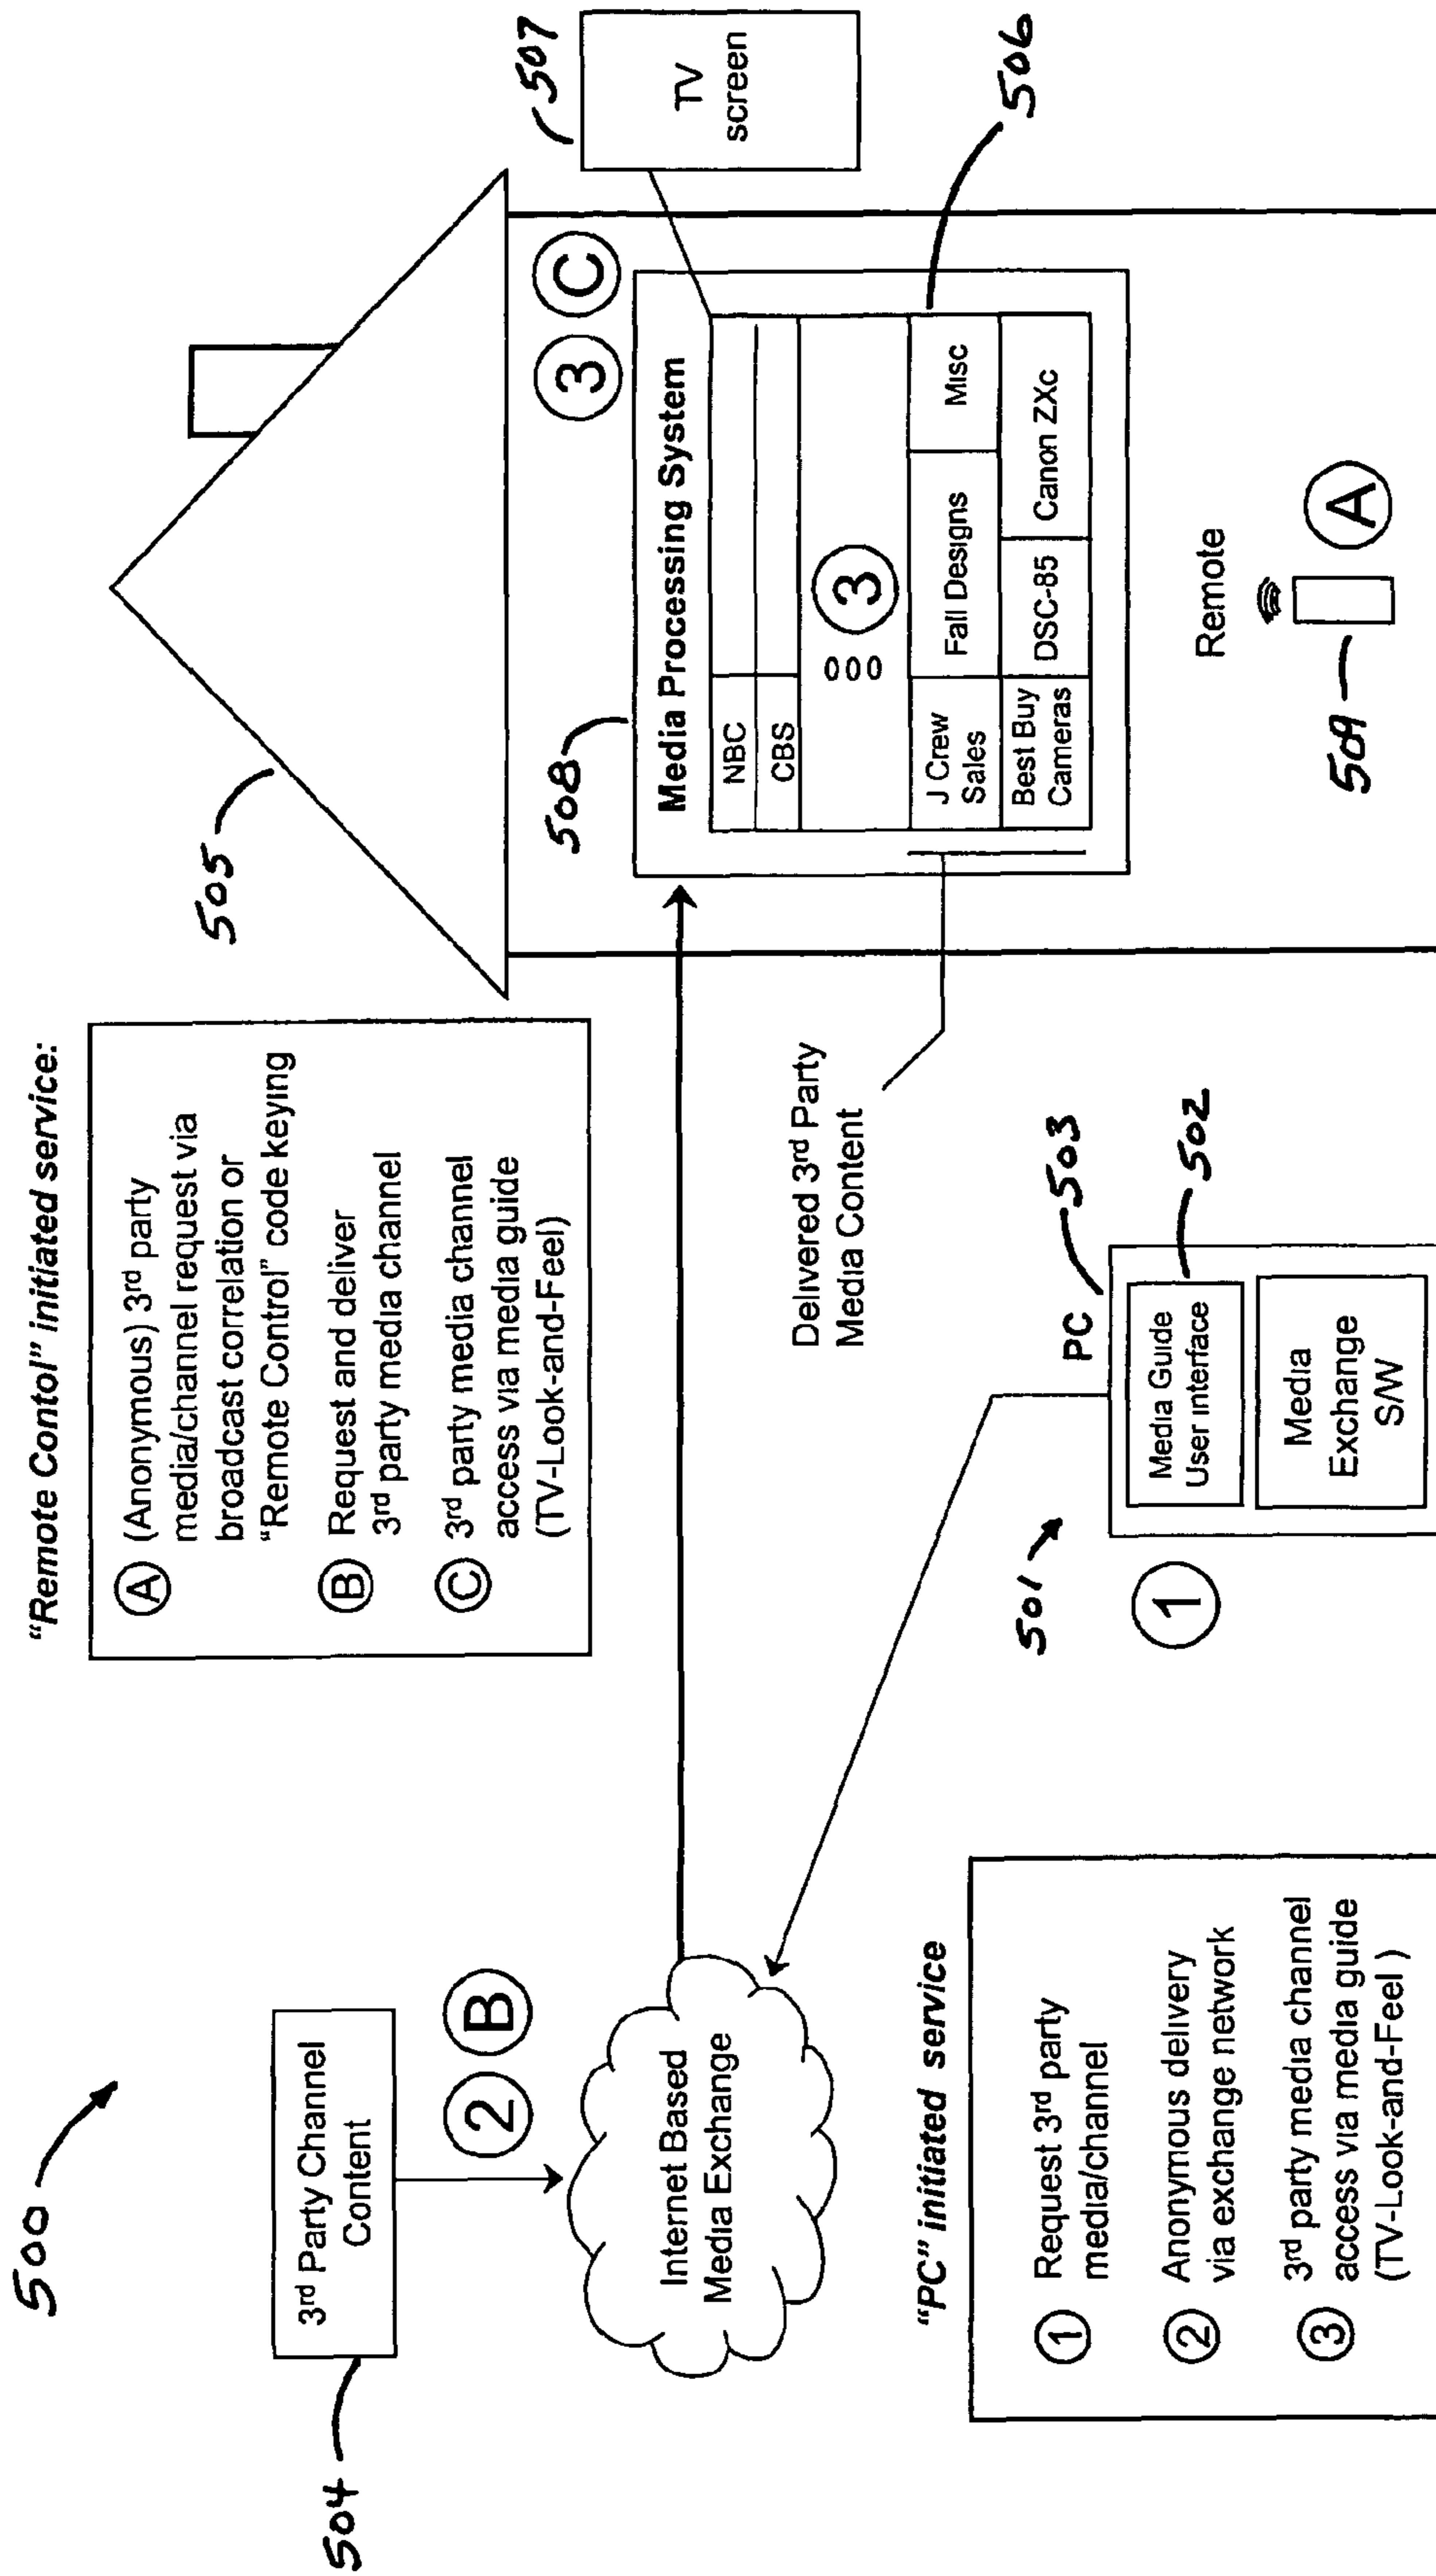 500
504
3rd Party Channel
Content
2
B
Internet Based
Media Exchange
"PC" initiated service
1 Request 3rd party
media/channel
2 Anonymous delivery
via exchange network
3 3rd party media channel
access via media guide
(TV-Look-and-Feel )
"Remote Contol" initiated service:
A (Anonymous) 3rd party
media/channel request via
broadcast correlation or
"Remote Control" code keying
B Request and deliver
3rd party media channel
C 3rd party media channel
access via media guide
(TV-Look-and-Feel)
Delivered 3rd Party
Media Content
501
1
PC
503
Media Guide
User interface
502
Media
Exchange
S/W
505
508
3
C
Media Processing System
NBC
CBS
000
3
J Crew
Sales
Fall Designs
Misc
Best Buy
Cameras
DSC-85
Canon ZXc
507
TV
screen
506
Remote
509
A